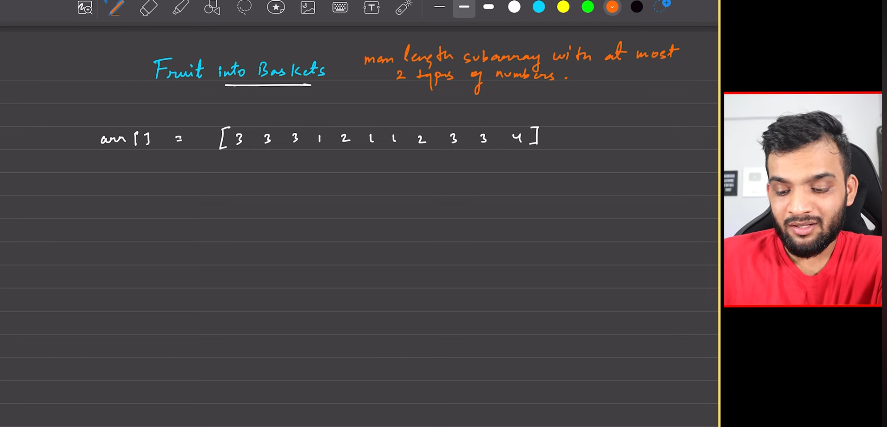 Fruit into Baskets
max length subarray with at most
2 types of numbers.
arr [ ] = [ 3 3 3 1 2 1 1 2 3 3 4 ]